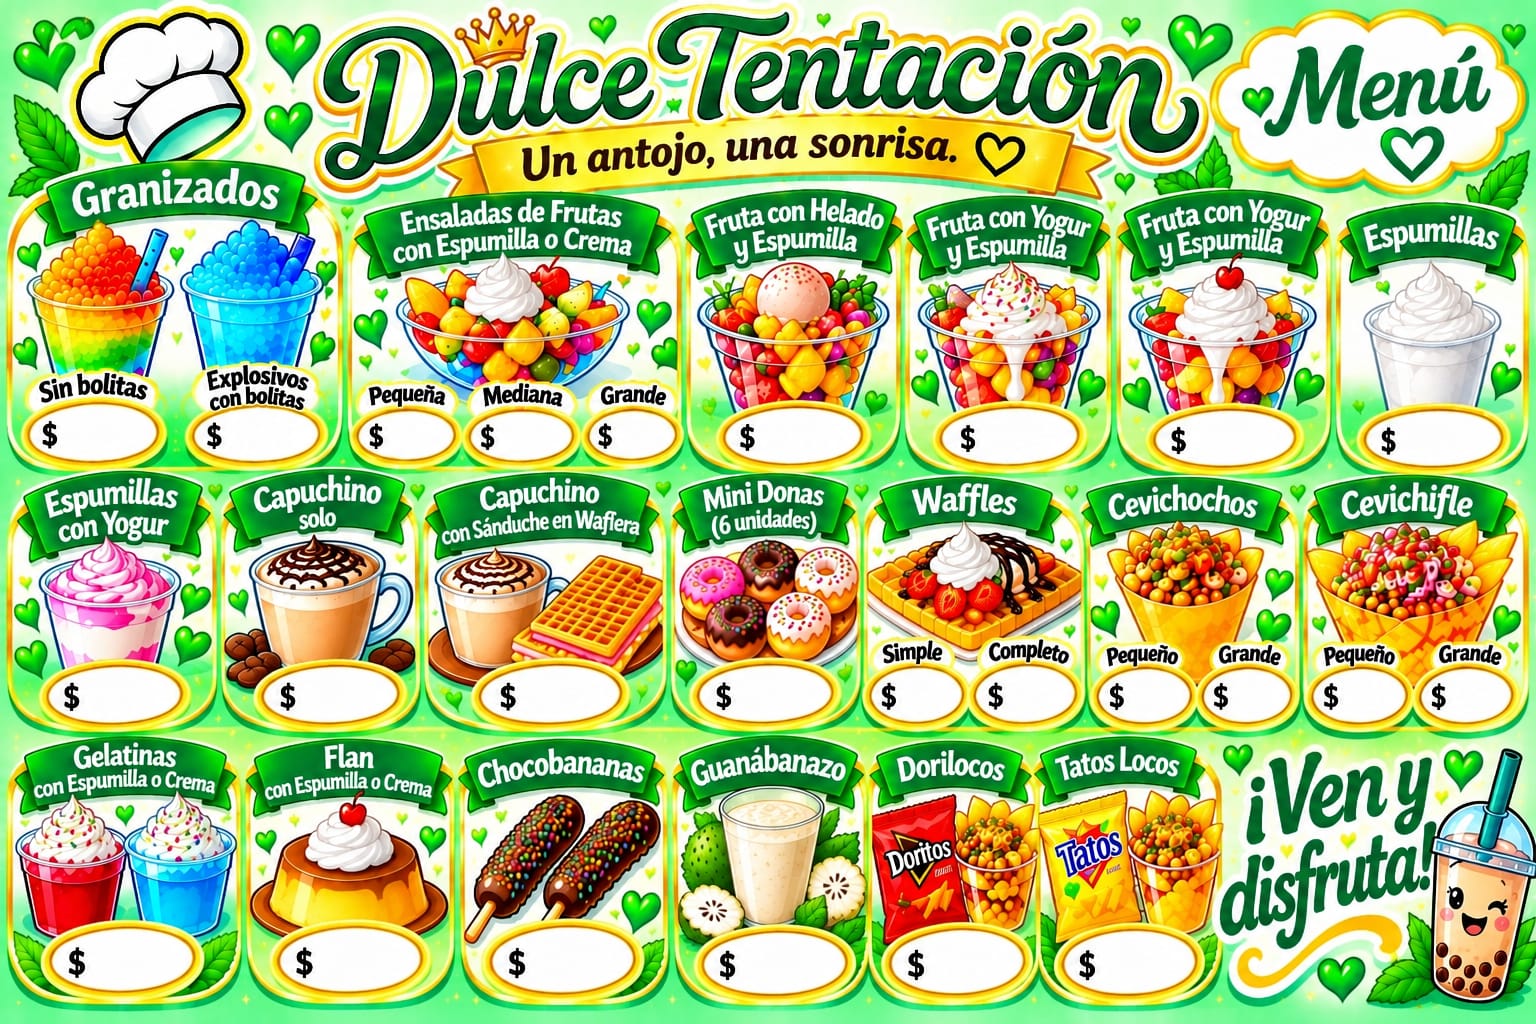 Dulce Tentación
Un antojo, una sonrisa.
Menú
Granizados
Sin bolitas
$
Explosivos
con bolitas
$
Ensaladas de Frutas
con Espumilla o Crema
Pequeña
$
Mediana
$
Grande
$
Fruta con Helado
y Espumilla
$
Fruta con Yogur
y Espumilla
$
Fruta con Yogur
y Espumilla
$
Espumillas
$
Espumillas
con Yogur
$
Capuchino
solo
$
Capuchino
con Sánduche en Waflera
$
Mini Donas
(6 unidades)
$
Waffles
Simple
$
Completo
$
Cevichochos
Pequeño
$
Grande
$
Cevichifle
Pequeño
$
Grande
$
Gelatinas
con Espumilla o Crema
$
Flan
con Espumilla o Crema
$
Chocobananas
$
Guanábanazo
$
Dorilocos
Doritos
$
Tatos Locos
Tatos
$
¡Ven y
disfruta!